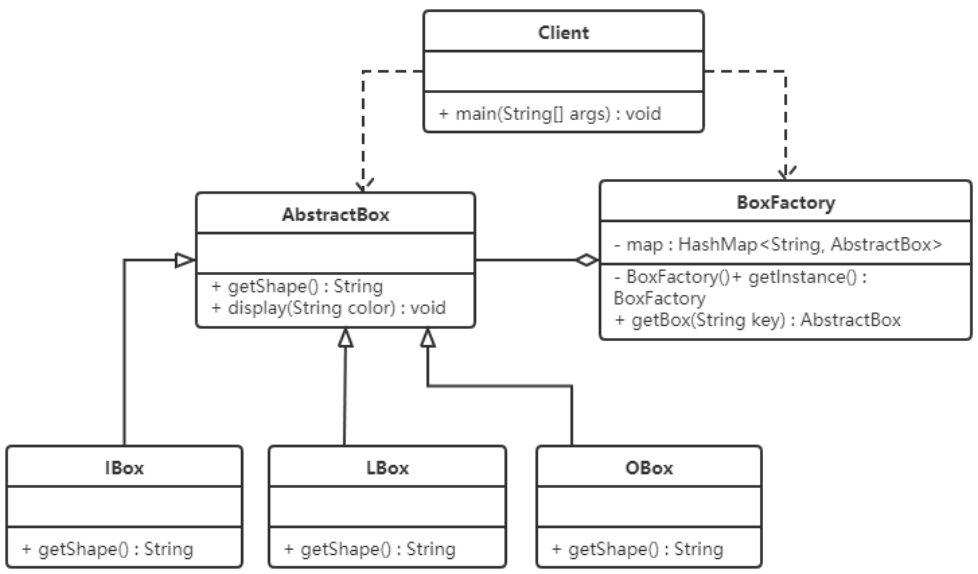 Client
+ main(String[] args) : void
AbstractBox
+ getShape() : String
+ display(String color) : void
BoxFactory
- map : HashMap<String, AbstractBox>
- BoxFactory()+ getInstance() :
BoxFactory
+ getBox(String key) : AbstractBox
IBox
+ getShape() : String
LBox
+ getShape() : String
OBox
+ getShape() : String